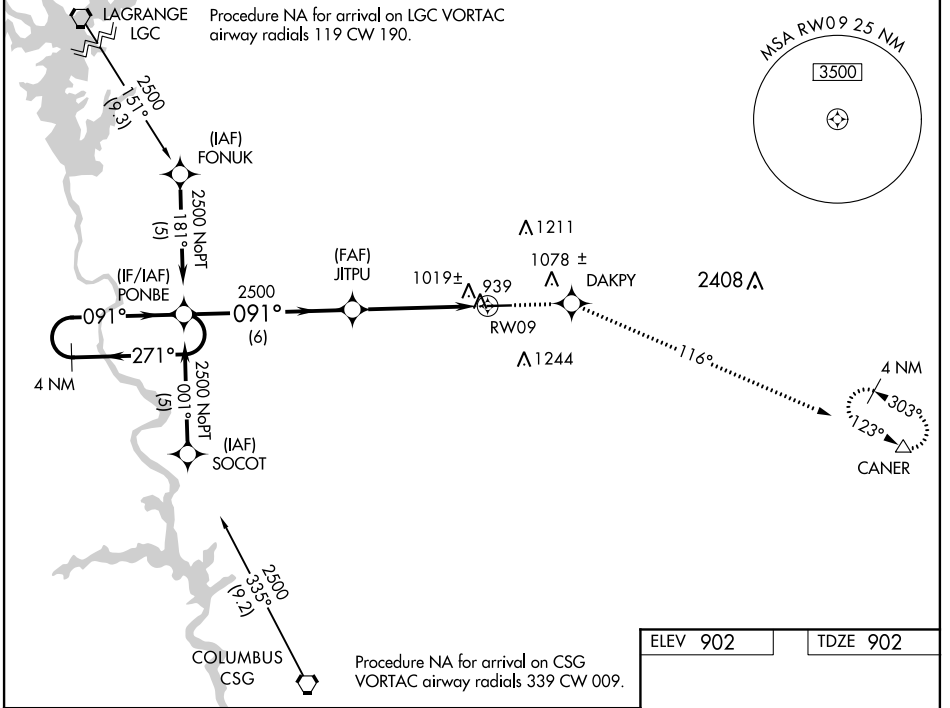 LAGRANGE
LGC
Procedure NA for arrival on LGC VORTAC
airway radials 119 CW 190.
MSA RW09 25 NM
3500
2500
151°
(9.3)
(IAF)
FONUK
2500 NoPT
181°
(5)
(IF/IAF)
PONBE
(FAF)
JITPU
2500
091°
(6)
091°
271°
4 NM
2500 NoPT
001°
(5)
(IAF)
SOCOT
1211
1078 ±
1019±
939
RW09
DAKPY
2408
1244
116°
4 NM
303°
123°
CANER
2500
335°
(9.2)
COLUMBUS
CSG
Procedure NA for arrival on CSG
VORTAC airway radials 339 CW 009.
ELEV 902
TDZE 902